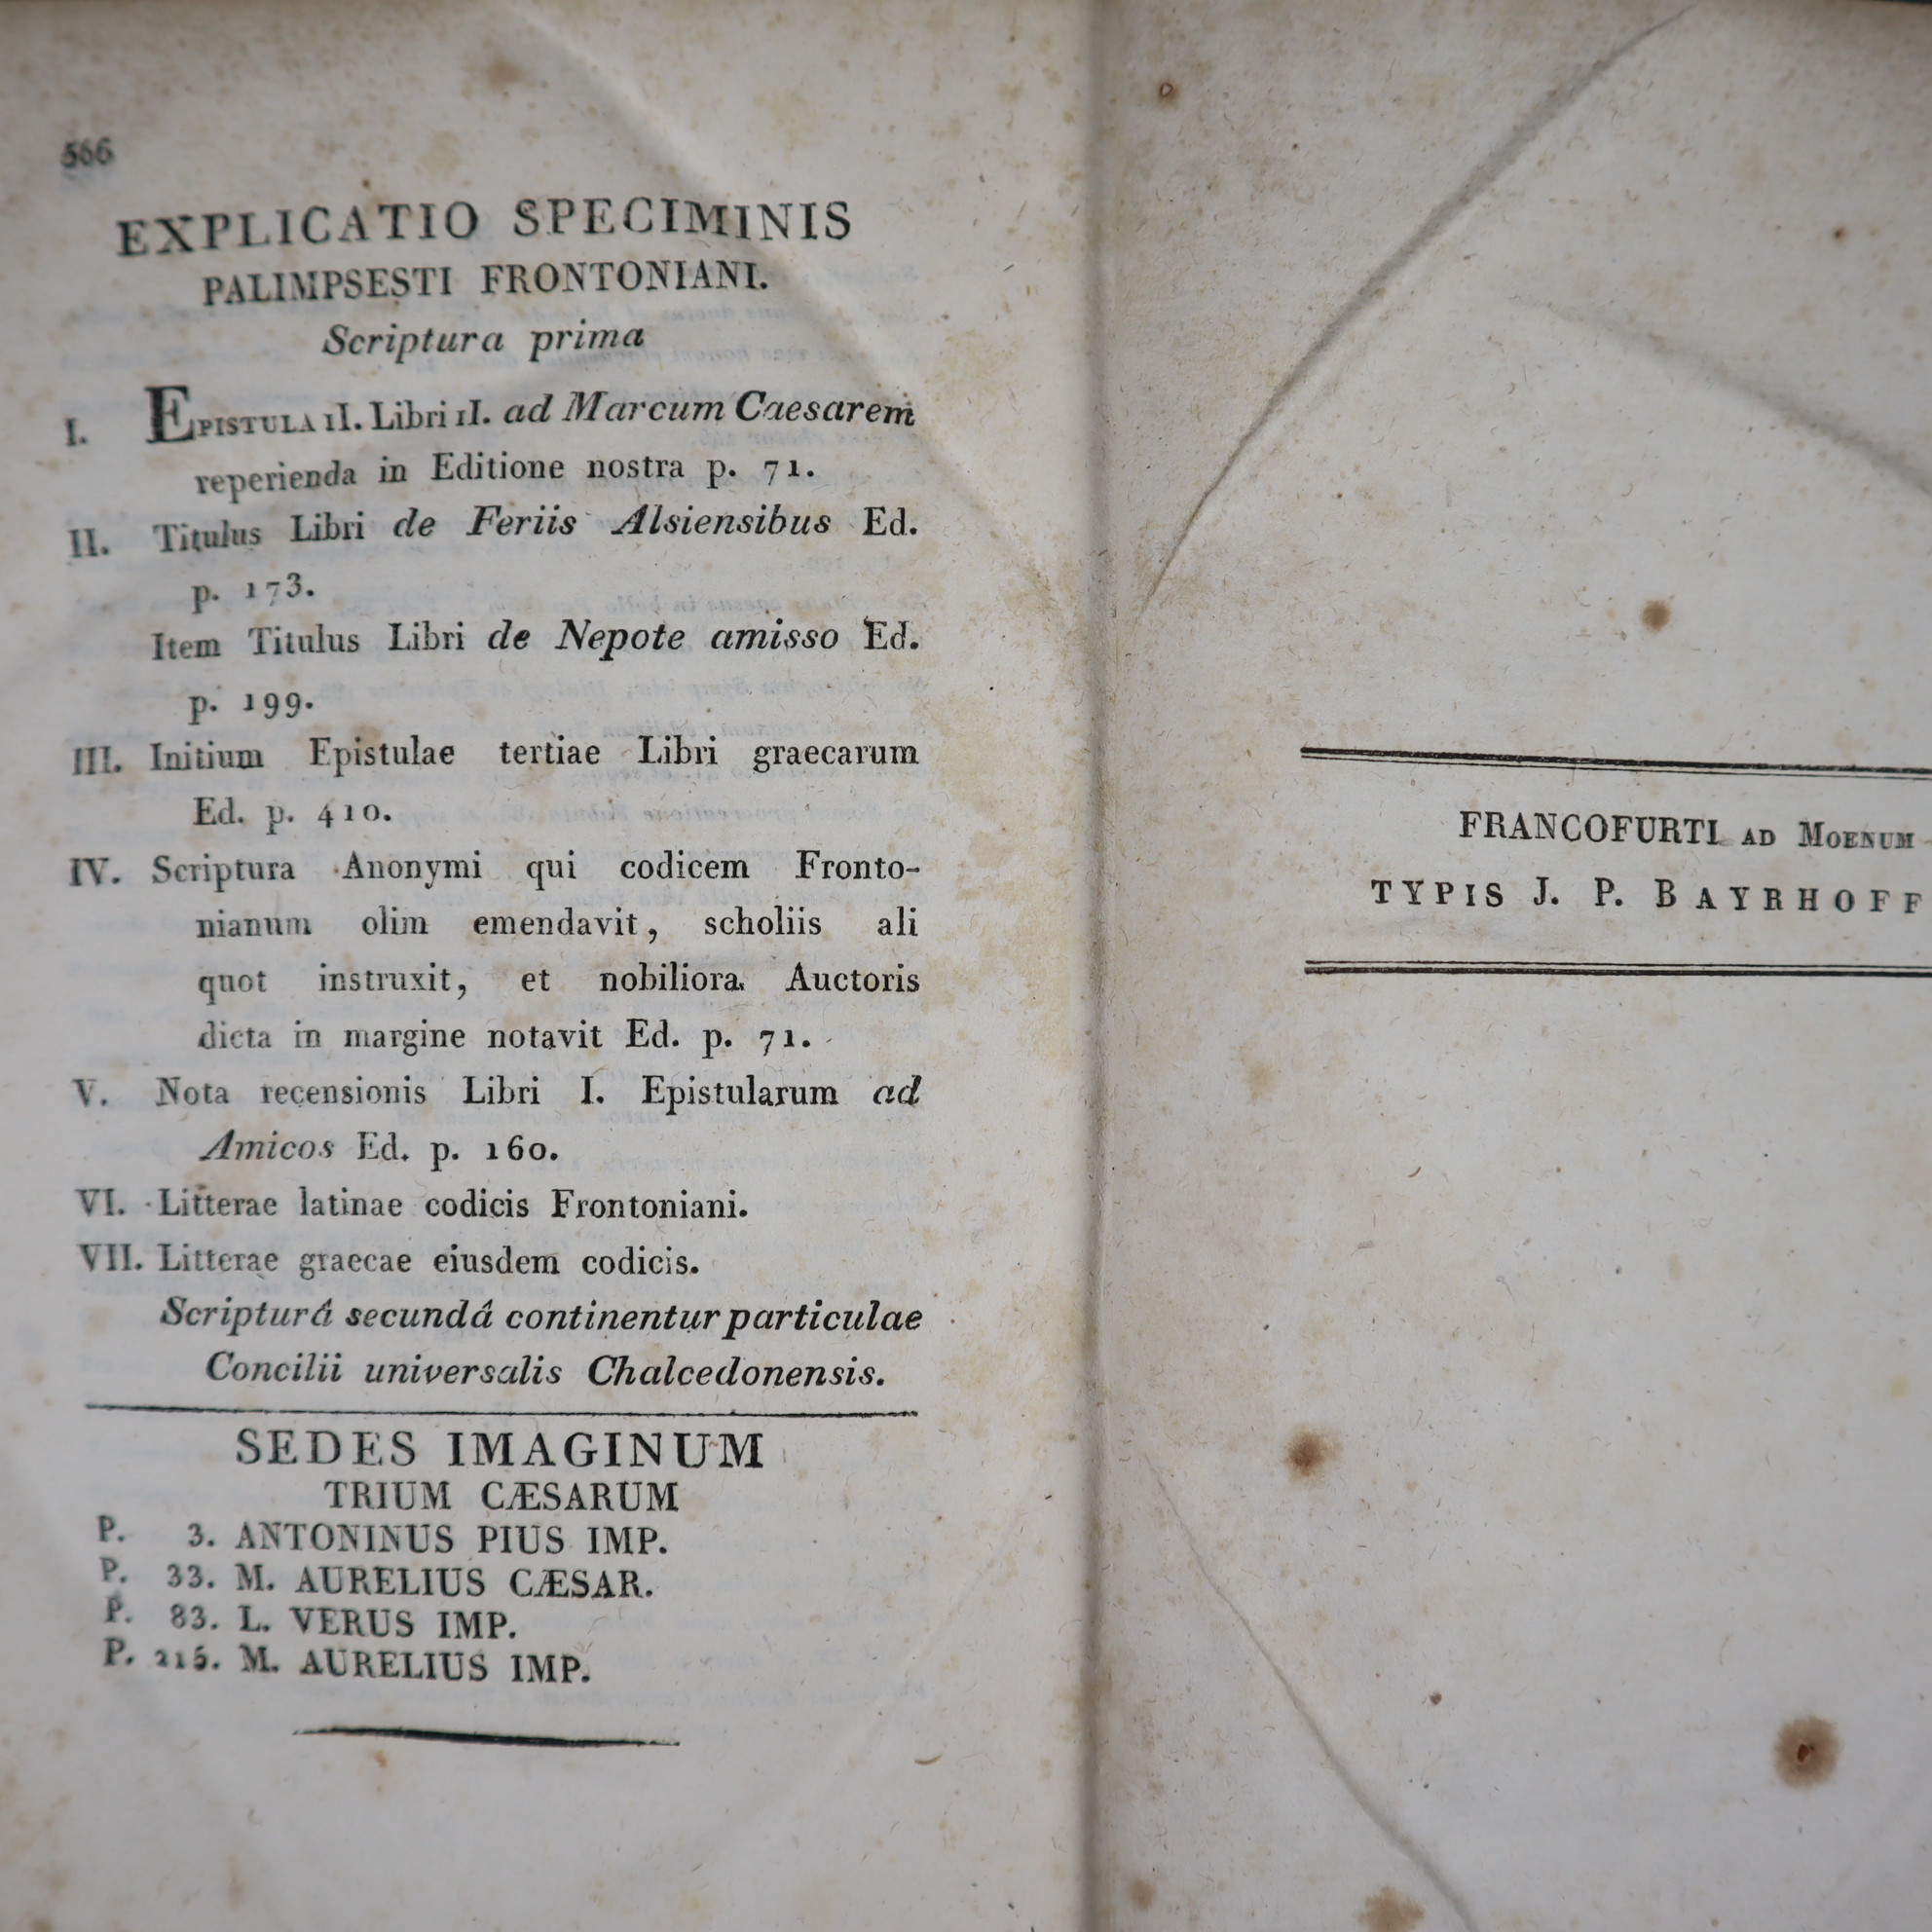 566
EXPLICATIO SPECIMINIS
PALIMPSESTI FRONTONIANI.
Scriptura prima
I. EPISTULA II. Libri II. ad Marcum Caesarem
reperienda in Editione nostra p. 71.
II. Titulus Libri de Feriis Alsiensibus Ed.
p. 173.
Item Titulus Libri de Nepote amisso Ed.
p. 199.
III. Initium Epistulae tertiae Libri graecarum
Ed. p. 410.
IV. Scriptura Anonymi qui codicem Fronto-
nianum olim emendavit, scholiis ali
quot instruxit, et nobiliora Auctoris
dicta in margine notavit Ed. p. 71.
V. Nota recensionis Libri I. Epistularum ad
Amicos Ed. p. 160.
VI. Litterae latinae codicis Frontoniani.
VII. Litterae graecae eiusdem codicis.
Scripturâ secundâ continentur particulae
Concilii universalis Chalcedonensis.
SEDES IMAGINUM
TRIUM CÆSARUM
P. 3. ANTONINUS PIUS IMP.
P. 33. M. AURELIUS CÆSAR.
P. 83. L. VERUS IMP.
P. 215. M. AURELIUS IMP.
FRANCOFURTI AD MOENUM
TYPIS J. P. BAYRHOFF